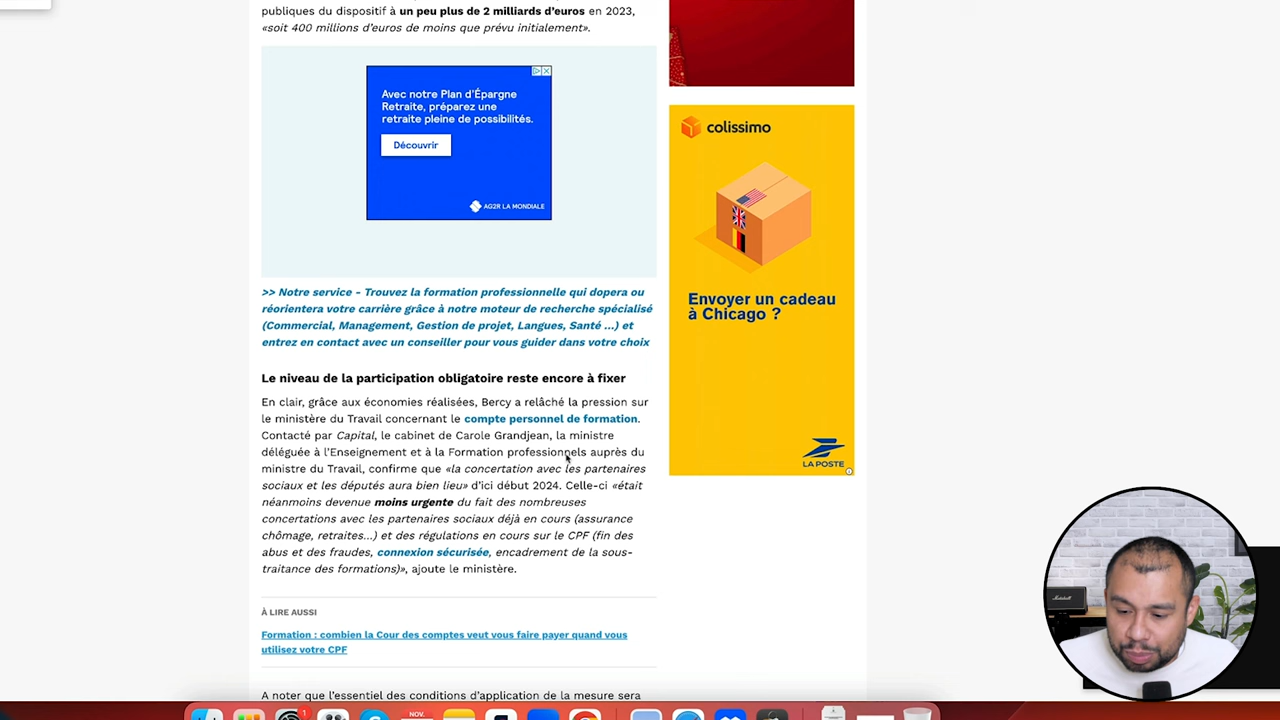 publiques du dispositif à un peu plus de 2 milliards d'euros en 2023,
«soit 400 millions d'euros de moins que prévu initialement».
Avec notre Plan d'Épargne
Retraite, préparez une
retraite pleine de possibilités.
Découvrir
AG2R LA MONDIALE
>> Notre service - Trouvez la formation professionnelle qui dopera ou
réorientera votre carrière grâce à notre moteur de recherche spécialisé
(Commercial, Management, Gestion de projet, Langues, Santé …) et
entrez en contact avec un conseiller pour vous guider dans votre choix
Le niveau de la participation obligatoire reste encore à fixer
En clair, grâce aux économies réalisées, Bercy a relâché la pression sur
le ministère du Travail concernant le compte personnel de formation.
Contacté par Capital, le cabinet de Carole Grandjean, la ministre
déléguée à l'Enseignement et à la Formation professionnels auprès du
ministre du Travail, confirme que «la concertation avec les partenaires
sociaux et les députés aura bien lieu» d'ici début 2024. Celle-ci «était
néanmoins devenue moins urgente du fait des nombreuses
concertations avec les partenaires sociaux déjà en cours (assurance
chômage, retraites…) et des régulations en cours sur le CPF (fin des
abus et des fraudes, connexion sécurisée, encadrement de la sous-
traitance des formations)», ajoute le ministère.
À LIRE AUSSI
Formation : combien la Cour des comptes veut vous faire payer quand vous
utilisez votre CPF
A noter que l'essentiel des conditions d'application de la mesure sera
colissimo
Envoyer un cadeau
à Chicago ?
LA POSTE
Marshall
NOV.
1